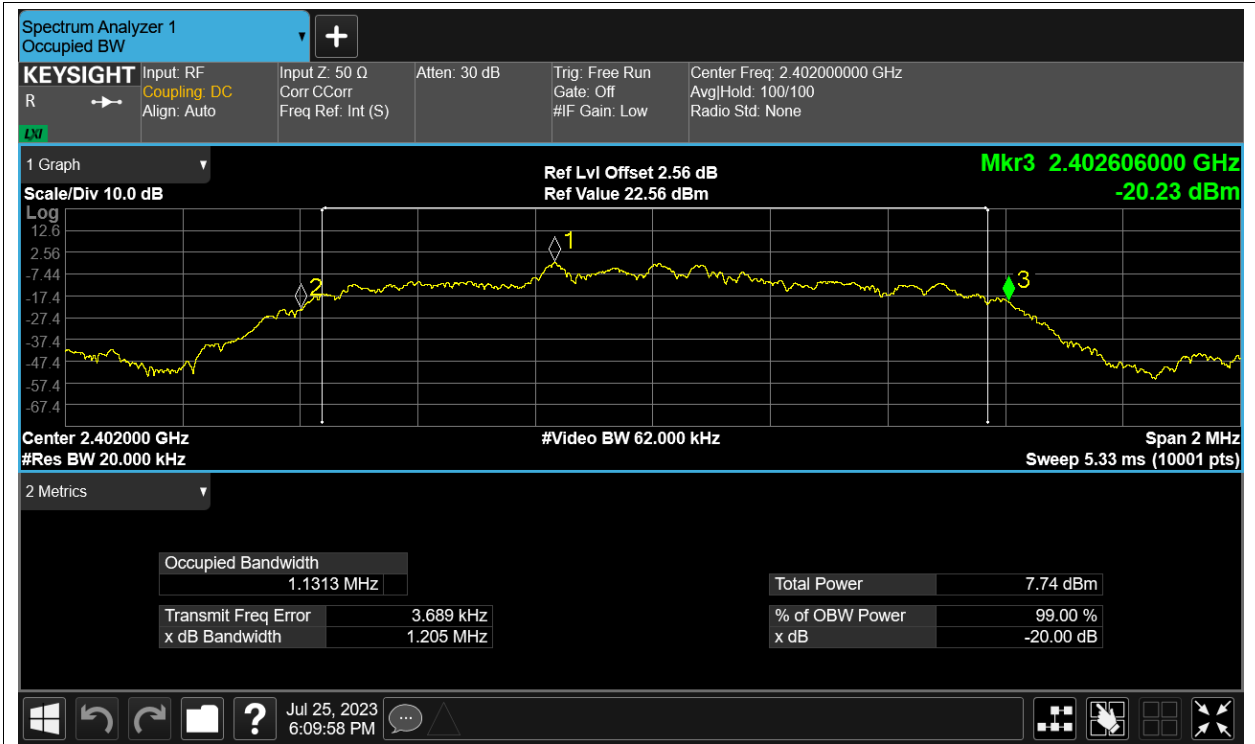 Spectrum Analyzer 1
Occupied BW
KEYSIGHT
R
LXI
Input: RF
Coupling: DC
Align: Auto
Input Z: 50 Ω
Corr CCorr
Freq Ref: Int (S)
Atten: 30 dB
Trig: Free Run
Gate: Off
#IF Gain: Low
Center Freq: 2.402000000 GHz
Avg|Hold: 100/100
Radio Std: None
1 Graph
Scale/Div 10.0 dB
Ref Lvl Offset 2.56 dB
Ref Value 22.56 dBm
Mkr3 2.402606000 GHz
-20.23 dBm
Log
12.6
2.56
-7.44
-17.4
-27.4
-37.4
-47.4
-57.4
-67.4
1
2
3
Center 2.402000 GHz
#Video BW 62.000 kHz
Span 2 MHz
#Res BW 20.000 kHz
Sweep 5.33 ms (10001 pts)
2 Metrics
Occupied Bandwidth
1.1313 MHz
Transmit Freq Error 3.689 kHz
x dB Bandwidth 1.205 MHz
Total Power 7.74 dBm
% of OBW Power 99.00 %
x dB -20.00 dB
?
Jul 25, 2023
6:09:58 PM